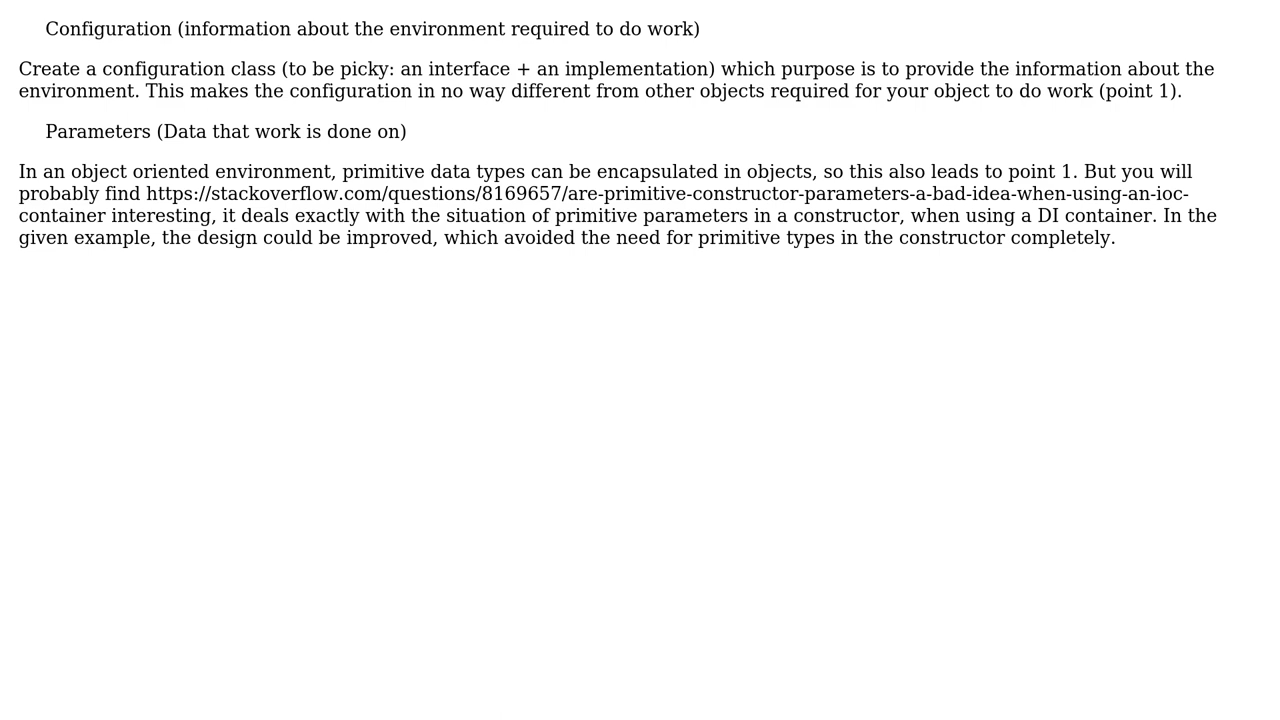 Configuration (information about the environment required to do work)
Create a configuration class (to be picky: an interface + an implementation) which purpose is to provide the information about the
environment. This makes the configuration in no way different from other objects required for your object to do work (point 1).
Parameters (Data that work is done on)
In an object oriented environment, primitive data types can be encapsulated in objects, so this also leads to point 1. But you will
probably find https://stackoverflow.com/questions/8169657/are-primitive-constructor-parameters-a-bad-idea-when-using-an-ioc-
container interesting, it deals exactly with the situation of primitive parameters in a constructor, when using a DI container. In the
given example, the design could be improved, which avoided the need for primitive types in the constructor completely.